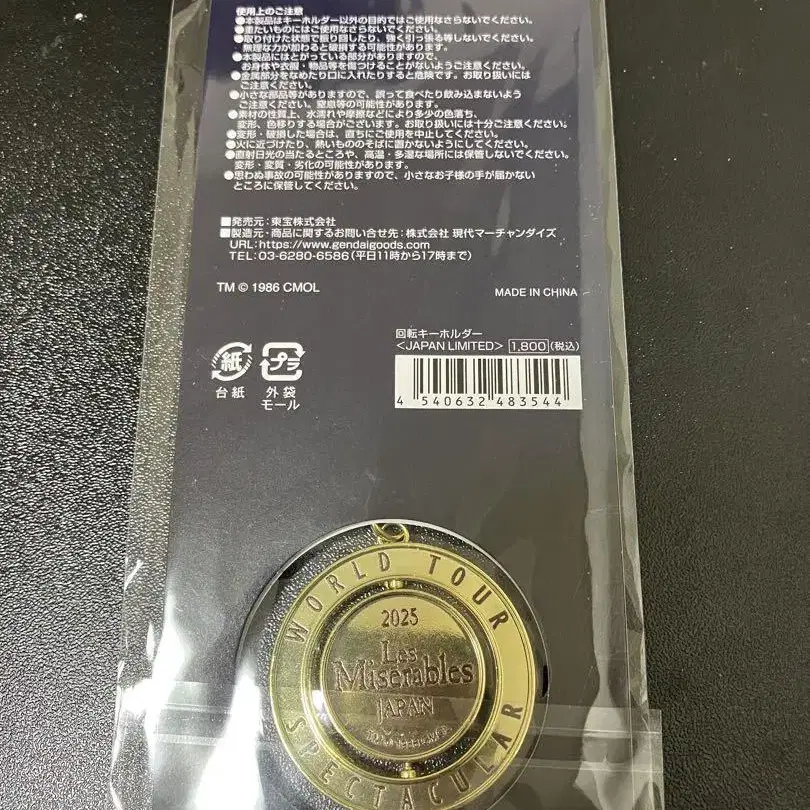 使用上のご注意
●本製品はキーホルダー以外の目的ではご使用なさらないでください。
●重たいものにはご使用なさらないでください。
●取り付けた状態で振り回したり、強く引っ張る等しないでください。
無理な力が加わると破損する可能性があります。
●本製品にはとがっている部分がありますので、
お身体や衣服・物品等を傷つけることがないようご注意ください。
●金属部分をなめたり口に入れたりすると危険です。お取り扱いには
ご注意ください。
●小さな部品等がありますので、誤って食べたり飲み込まないよう
ご注意ください。窒息等の可能性があります。
●素材の性質上、水濡れや摩擦などにより多少の色落ち、
変形、色移りする場合がございます。お取り扱いには十分ご注意ください。
●変形・破損した場合は、直ちにご使用を中止してください。
●火に近づけたり、熱いもののそばに置かないようにしてください。
●直射日光の当たるところや、高温・多湿な場所には保管しないでください。
変形・変質・劣化の可能性があります。
●思わぬ事故の可能性がありますので、小さなお子様の手が届かない
ところに保管してください。
■発売元：東宝株式会社
■製造元・商品に関するお問い合せ先：株式会社 現代マーチャンダイズ
URL:https://www.gendaigoods.com
TEL:03-6280-6586(平日11時から17時まで)
TM © 1986 CMOL
MADE IN CHINA
回転キーホルダー
<JAPAN LIMITED> 1,800(税込)
紙 プラ
台紙 外袋
モール
4 540632 483544
WORLD TOUR
2025
Les
Misérables
JAPAN
SPECTACULAR